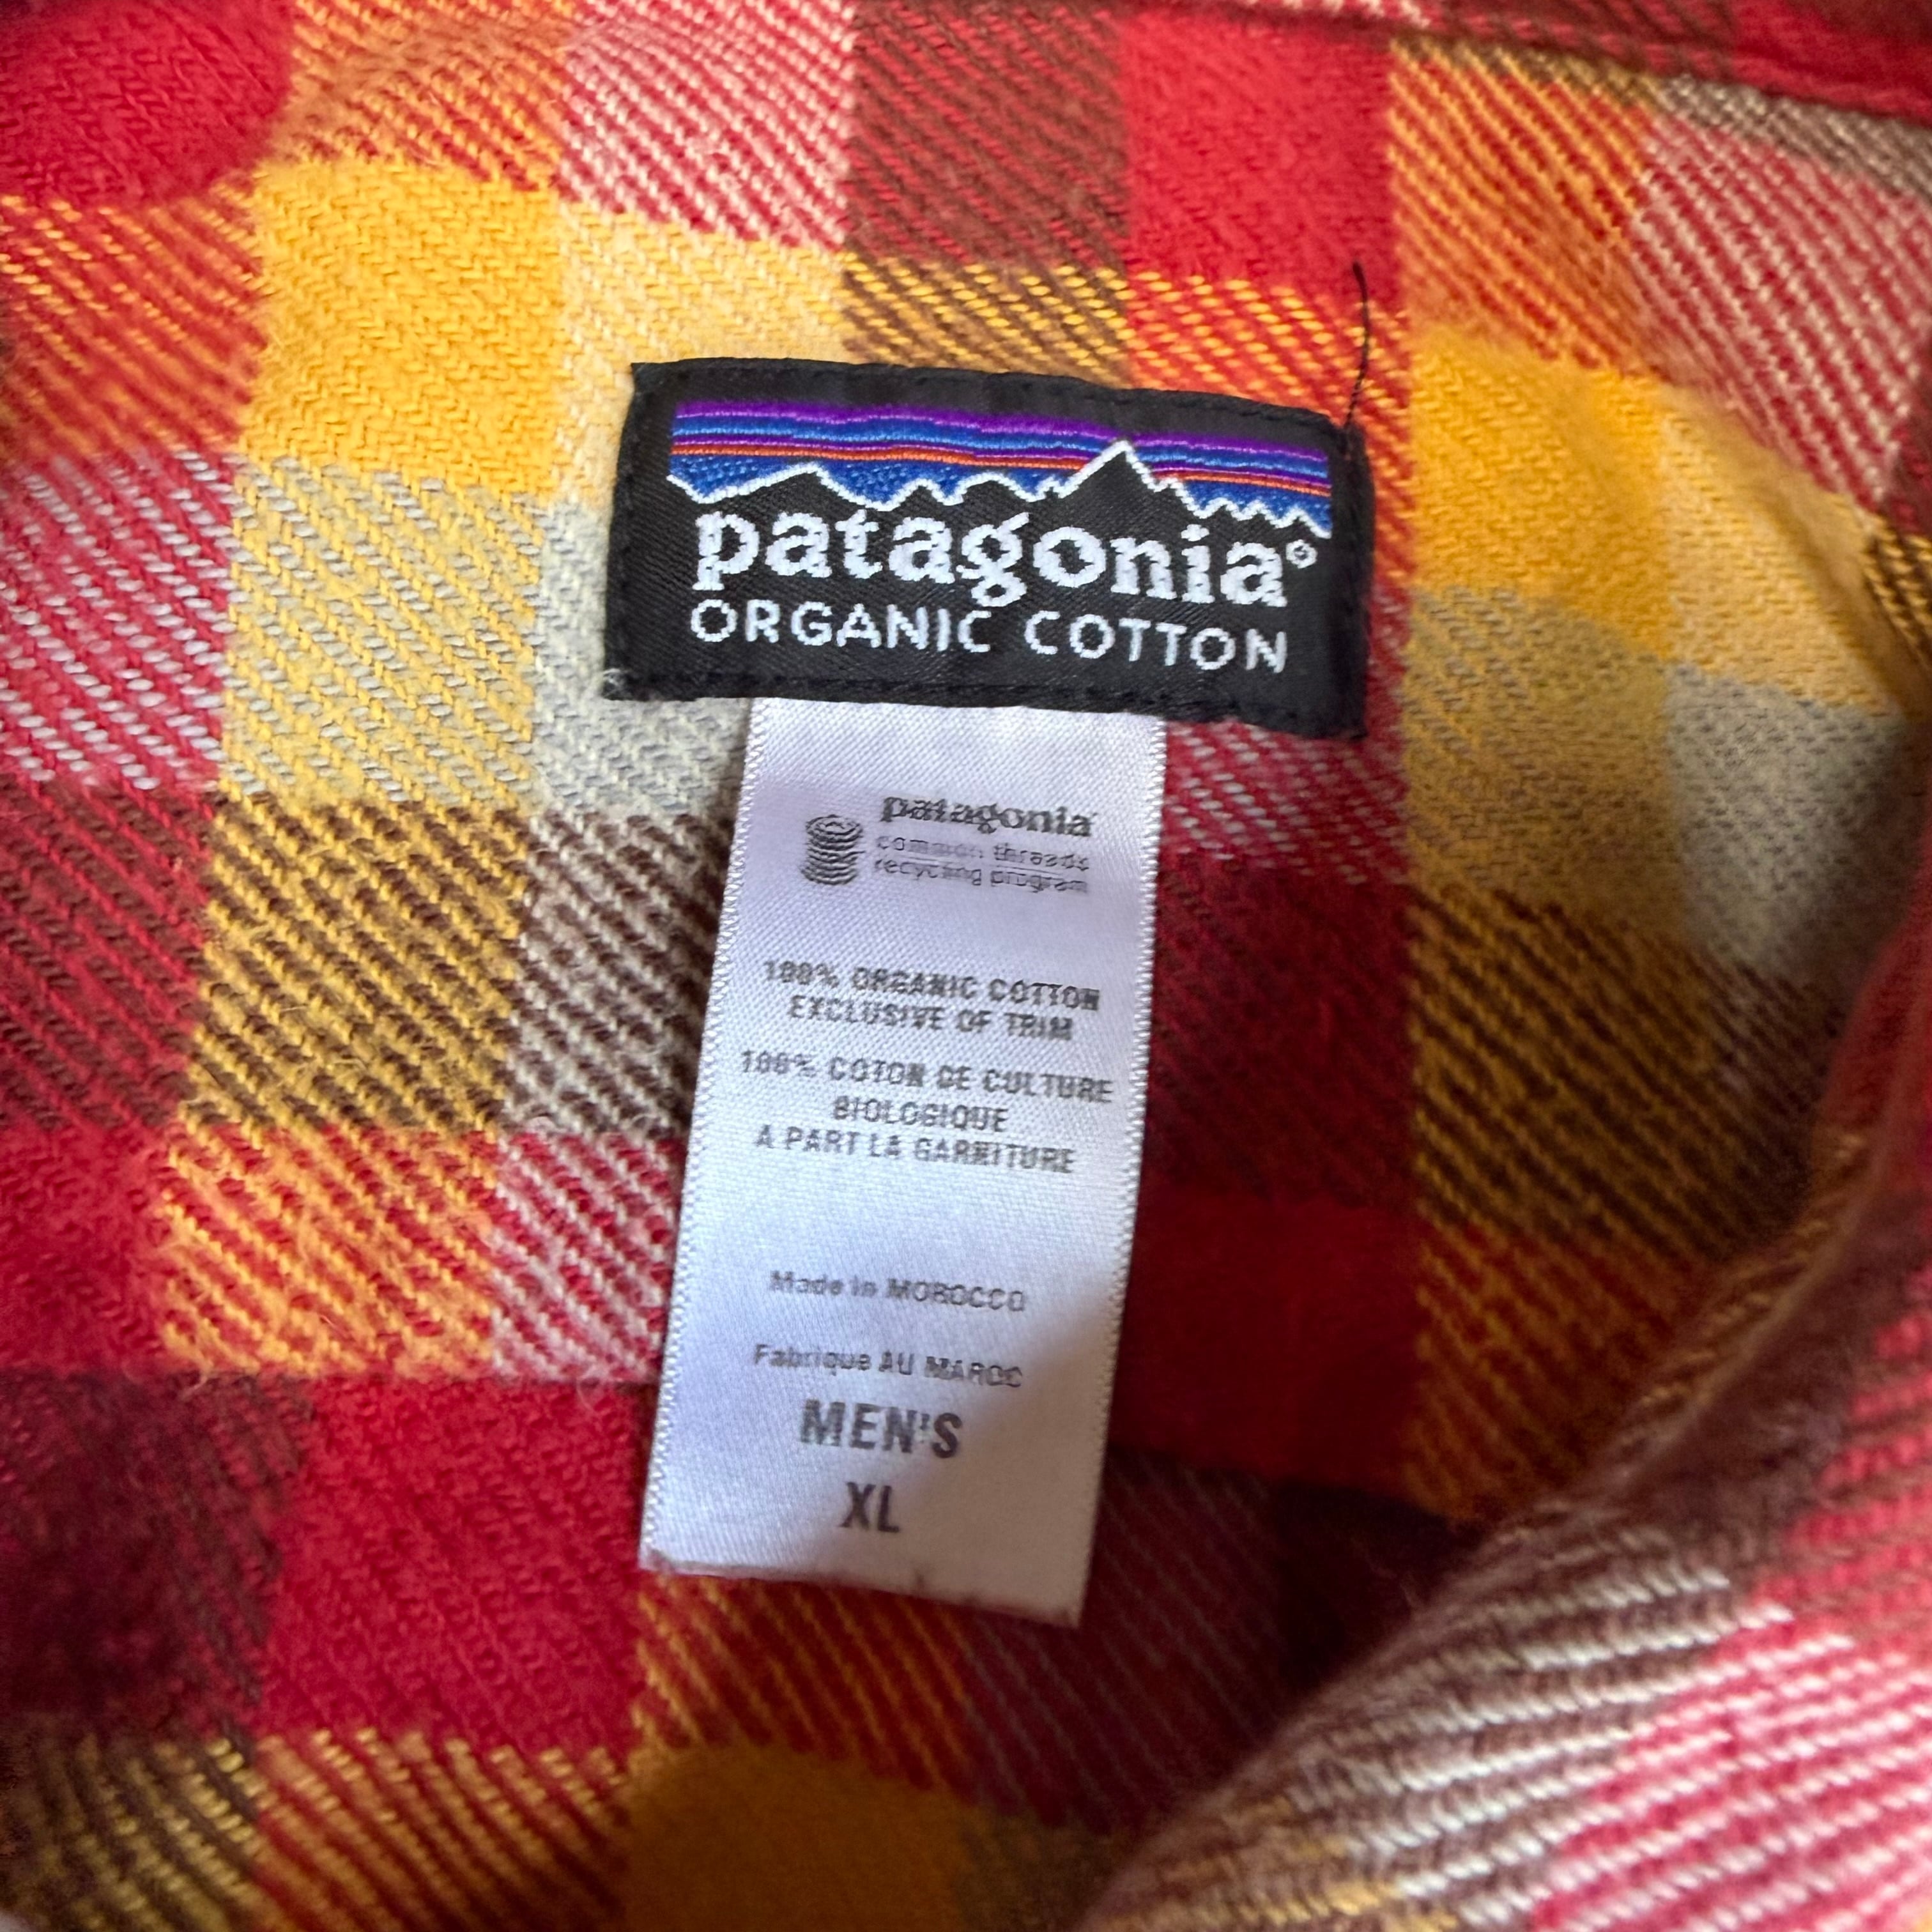 patagonia®
ORGANIC COTTON
patagonia
common threads
recycling program
100% ORGANIC COTTON
EXCLUSIVE OF TRIM
100% COTON DE CULTURE
BIOLOGIQUE
A PART LA GARNITURE
Made in MOROCCO
Fabrique AU MAROC
MEN'S
XL